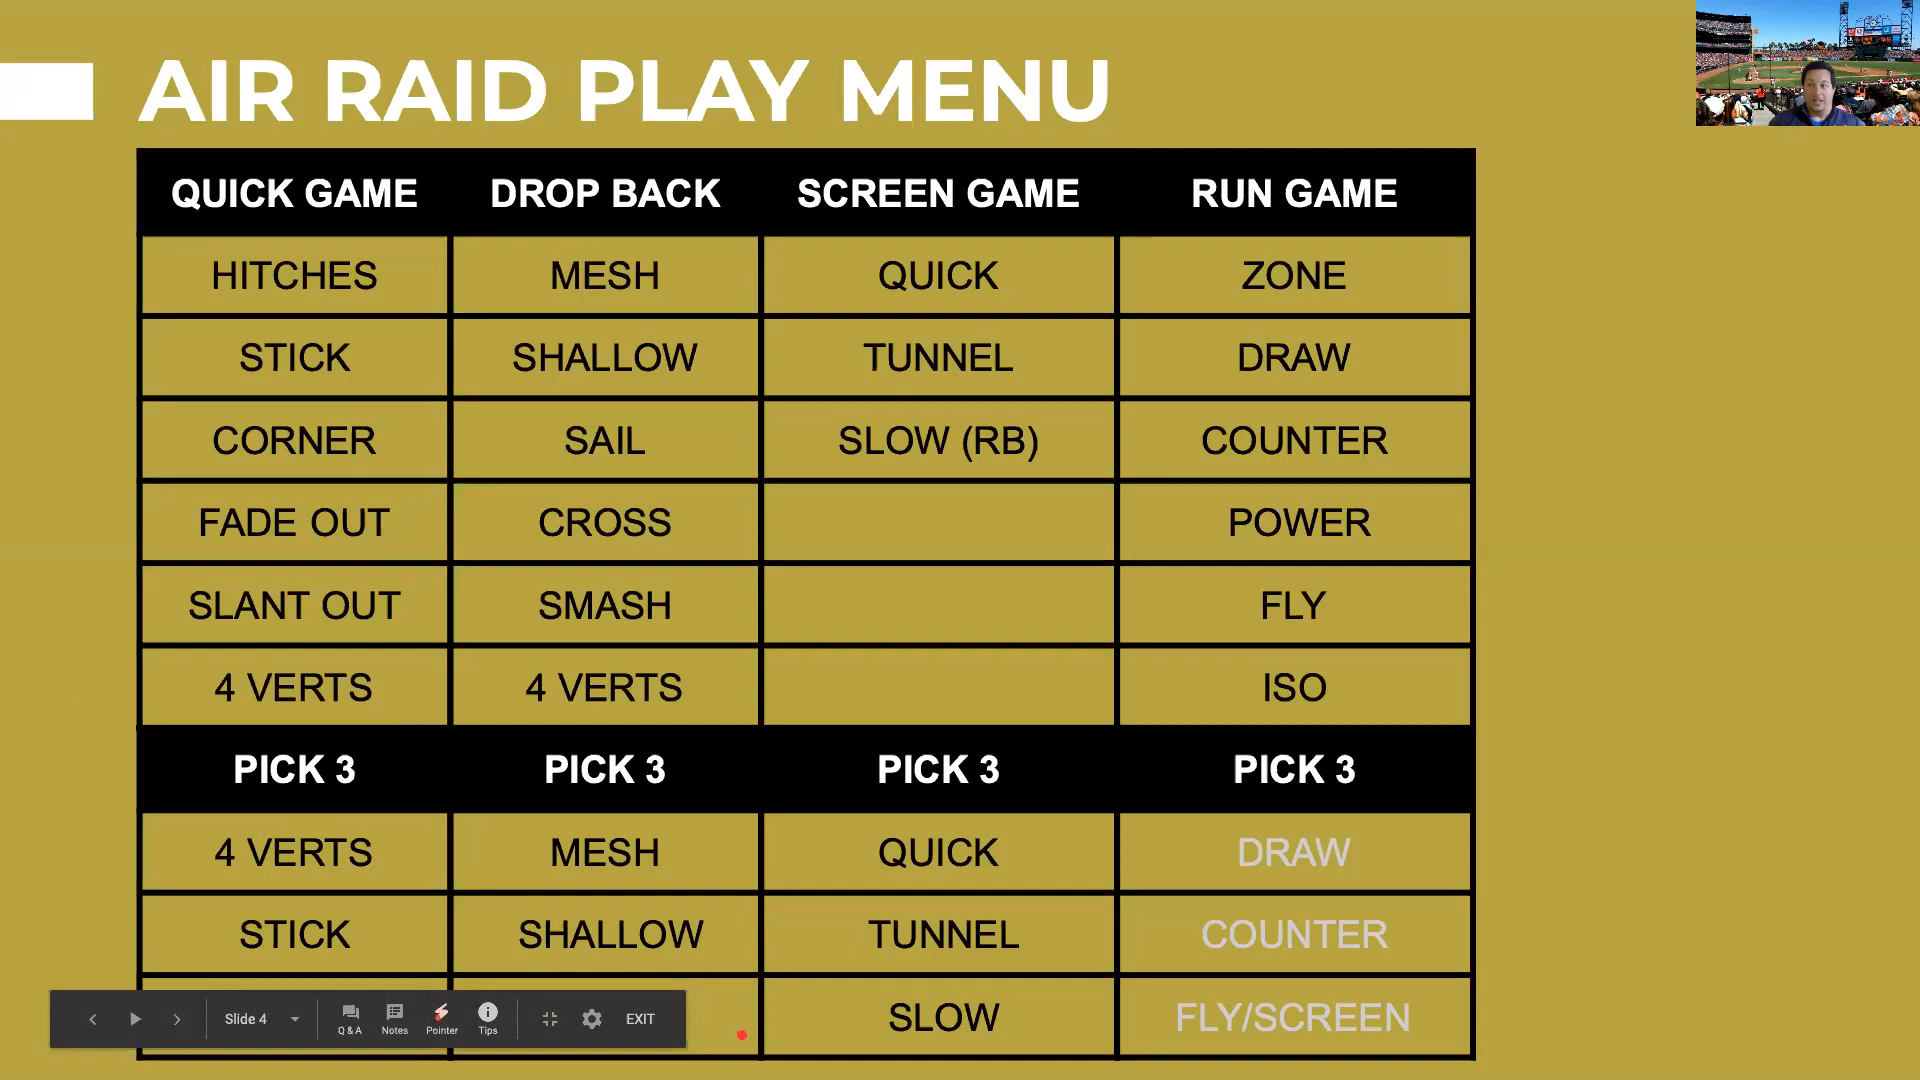 AIR RAID PLAY MENU
QUICK GAME DROP BACK SCREEN GAME RUN GAME
HITCHES MESH QUICK ZONE
STICK SHALLOW TUNNEL DRAW
CORNER SAIL SLOW (RB) COUNTER
FADE OUT CROSS POWER
SLANT OUT SMASH FLY
4 VERTS 4 VERTS ISO
PICK 3 PICK 3 PICK 3 PICK 3
4 VERTS MESH QUICK DRAW
STICK SHALLOW TUNNEL COUNTER
SLOW FLY/SCREEN
Slide 4 Q & A Notes Pointer Tips EXIT